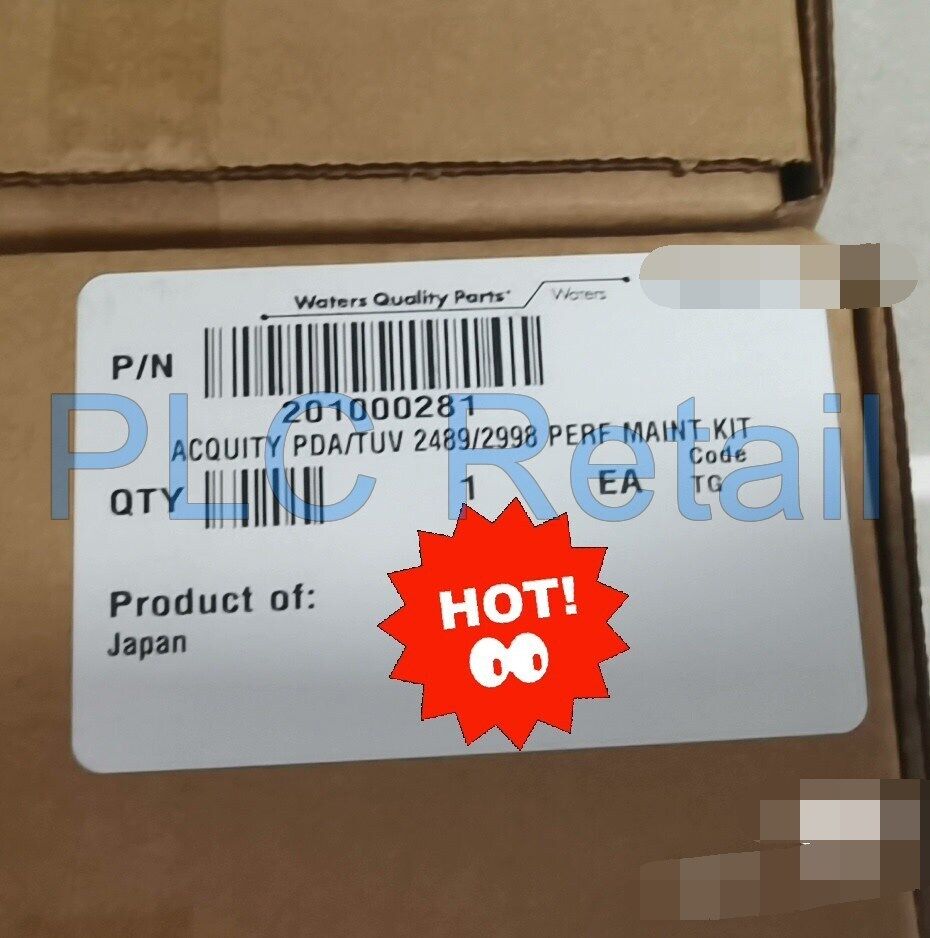 Waters Quality Parts Waters
P/N
201000281
ACQUITY PDA/TUV 2489/2998 PERF MAINT KIT
Code
QTY 1 EA TG
PLC Retail
HOT!
Product of:
Japan